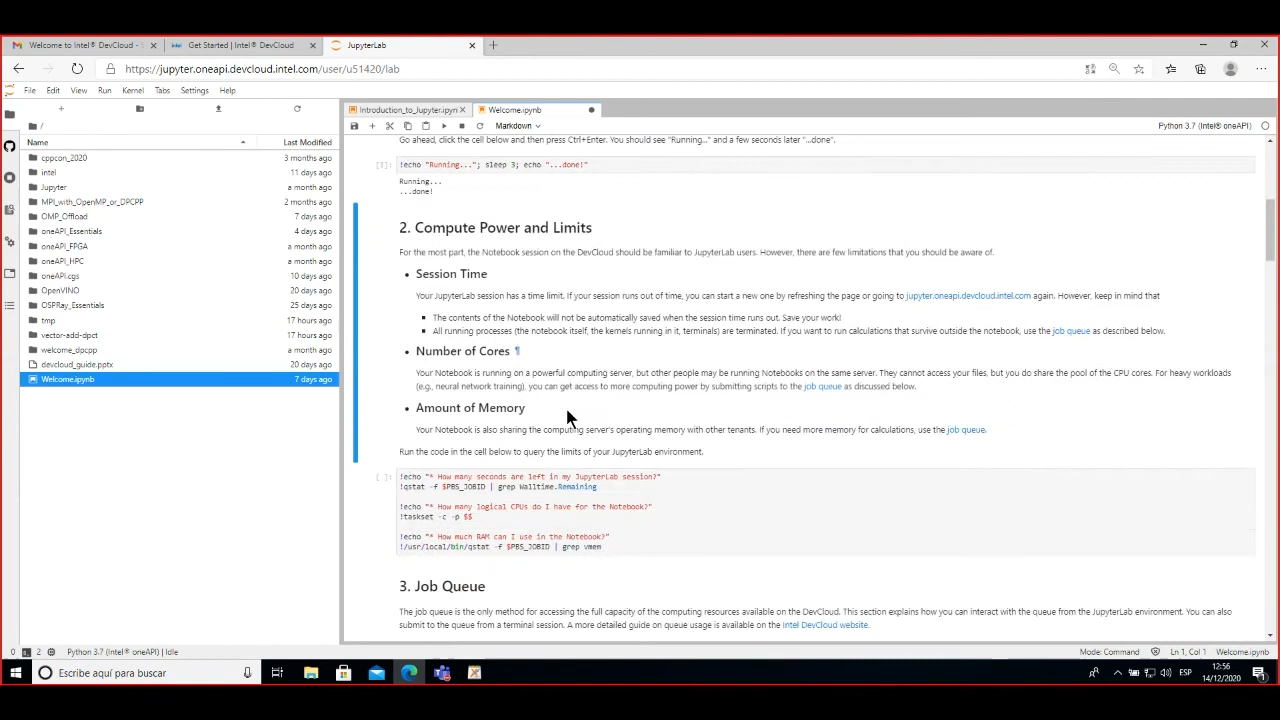 Welcome to Intel® DevCloud - S
Get Started | Intel® DevCloud
JupyterLab
https://jupyter.oneapi.devcloud.intel.com/user/u51420/lab
File Edit View Run Kernel Tabs Settings Help
/
Name Last Modified
cppcon_2020 3 months ago
intel 11 days ago
Jupyter a month ago
MPI_with_OpenMP_or_DPCPP 2 months ago
OMP_Offload 7 days ago
oneAPI_Essentials 4 days ago
oneAPI_FPGA a month ago
oneAPI_HPC a month ago
oneAPI.cgs 10 days ago
OpenVINO 20 days ago
OSPRay_Essentials 25 days ago
tmp 17 hours ago
vector-add-dpct 17 hours ago
welcome_dpcpp a month ago
devcloud_guide.pptx 20 days ago
Welcome.ipynb 7 days ago
Introduction_to_Jupyter.ipyn
Welcome.ipynb
Markdown
Python 3.7 (Intel® oneAPI)
Go ahead, click the cell below and then press Ctrl+Enter. You should see "Running..." and a few seconds later "...done!".
[1]: !echo "Running..."; sleep 3; echo "...done!"
Running...
...done!
2. Compute Power and Limits
For the most part, the Notebook session on the DevCloud should be familiar to JupyterLab users. However, there are few limitations that you should be aware of.
• Session Time
Your JupyterLab session has a time limit. If your session runs out of time, you can start a new one by refreshing the page or going to jupyter.oneapi.devcloud.intel.com again. However, keep in mind that
▪ The contents of the Notebook will not be automatically saved when the session time runs out. Save your work!
▪ All running processes (the notebook itself, the kernels running in it, terminals) are terminated. If you want to run calculations that survive outside the notebook, use the job queue as described below.
• Number of Cores ¶
Your Notebook is running on a powerful computing server, but other people may be running Notebooks on the same server. They cannot access your files, but you do share the pool of the CPU cores. For heavy workloads
(e.g., neural network training), you can get access to more computing power by submitting scripts to the job queue as discussed below.
• Amount of Memory
Your Notebook is also sharing the computing server's operating memory with other tenants. If you need more memory for calculations, use the job queue.
Run the code in the cell below to query the limits of your JupyterLab environment.
[ ]: !echo "* How many seconds are left in my JupyterLab session?"
!qstat -f $PBS_JOBID | grep Walltime.Remaining
!echo "* How many logical CPUs do I have for the Notebook?"
!taskset -c -p $$
!echo "* How much RAM can I use in the Notebook?"
!/usr/local/bin/qstat -f $PBS_JOBID | grep vmem
3. Job Queue
The job queue is the only method for accessing the full capacity of the computing resources available on the DevCloud. This section explains how you can interact with the queue from the JupyterLab environment. You can also
submit to the queue from a terminal session. A more detailed guide on queue usage is available on the Intel DevCloud website.
0 2 Python 3.7 (Intel® oneAPI) | Idle
Mode: Command Ln 1, Col 1 Welcome.ipynb
Escribe aquí para buscar
ESP
12:56
14/12/2020